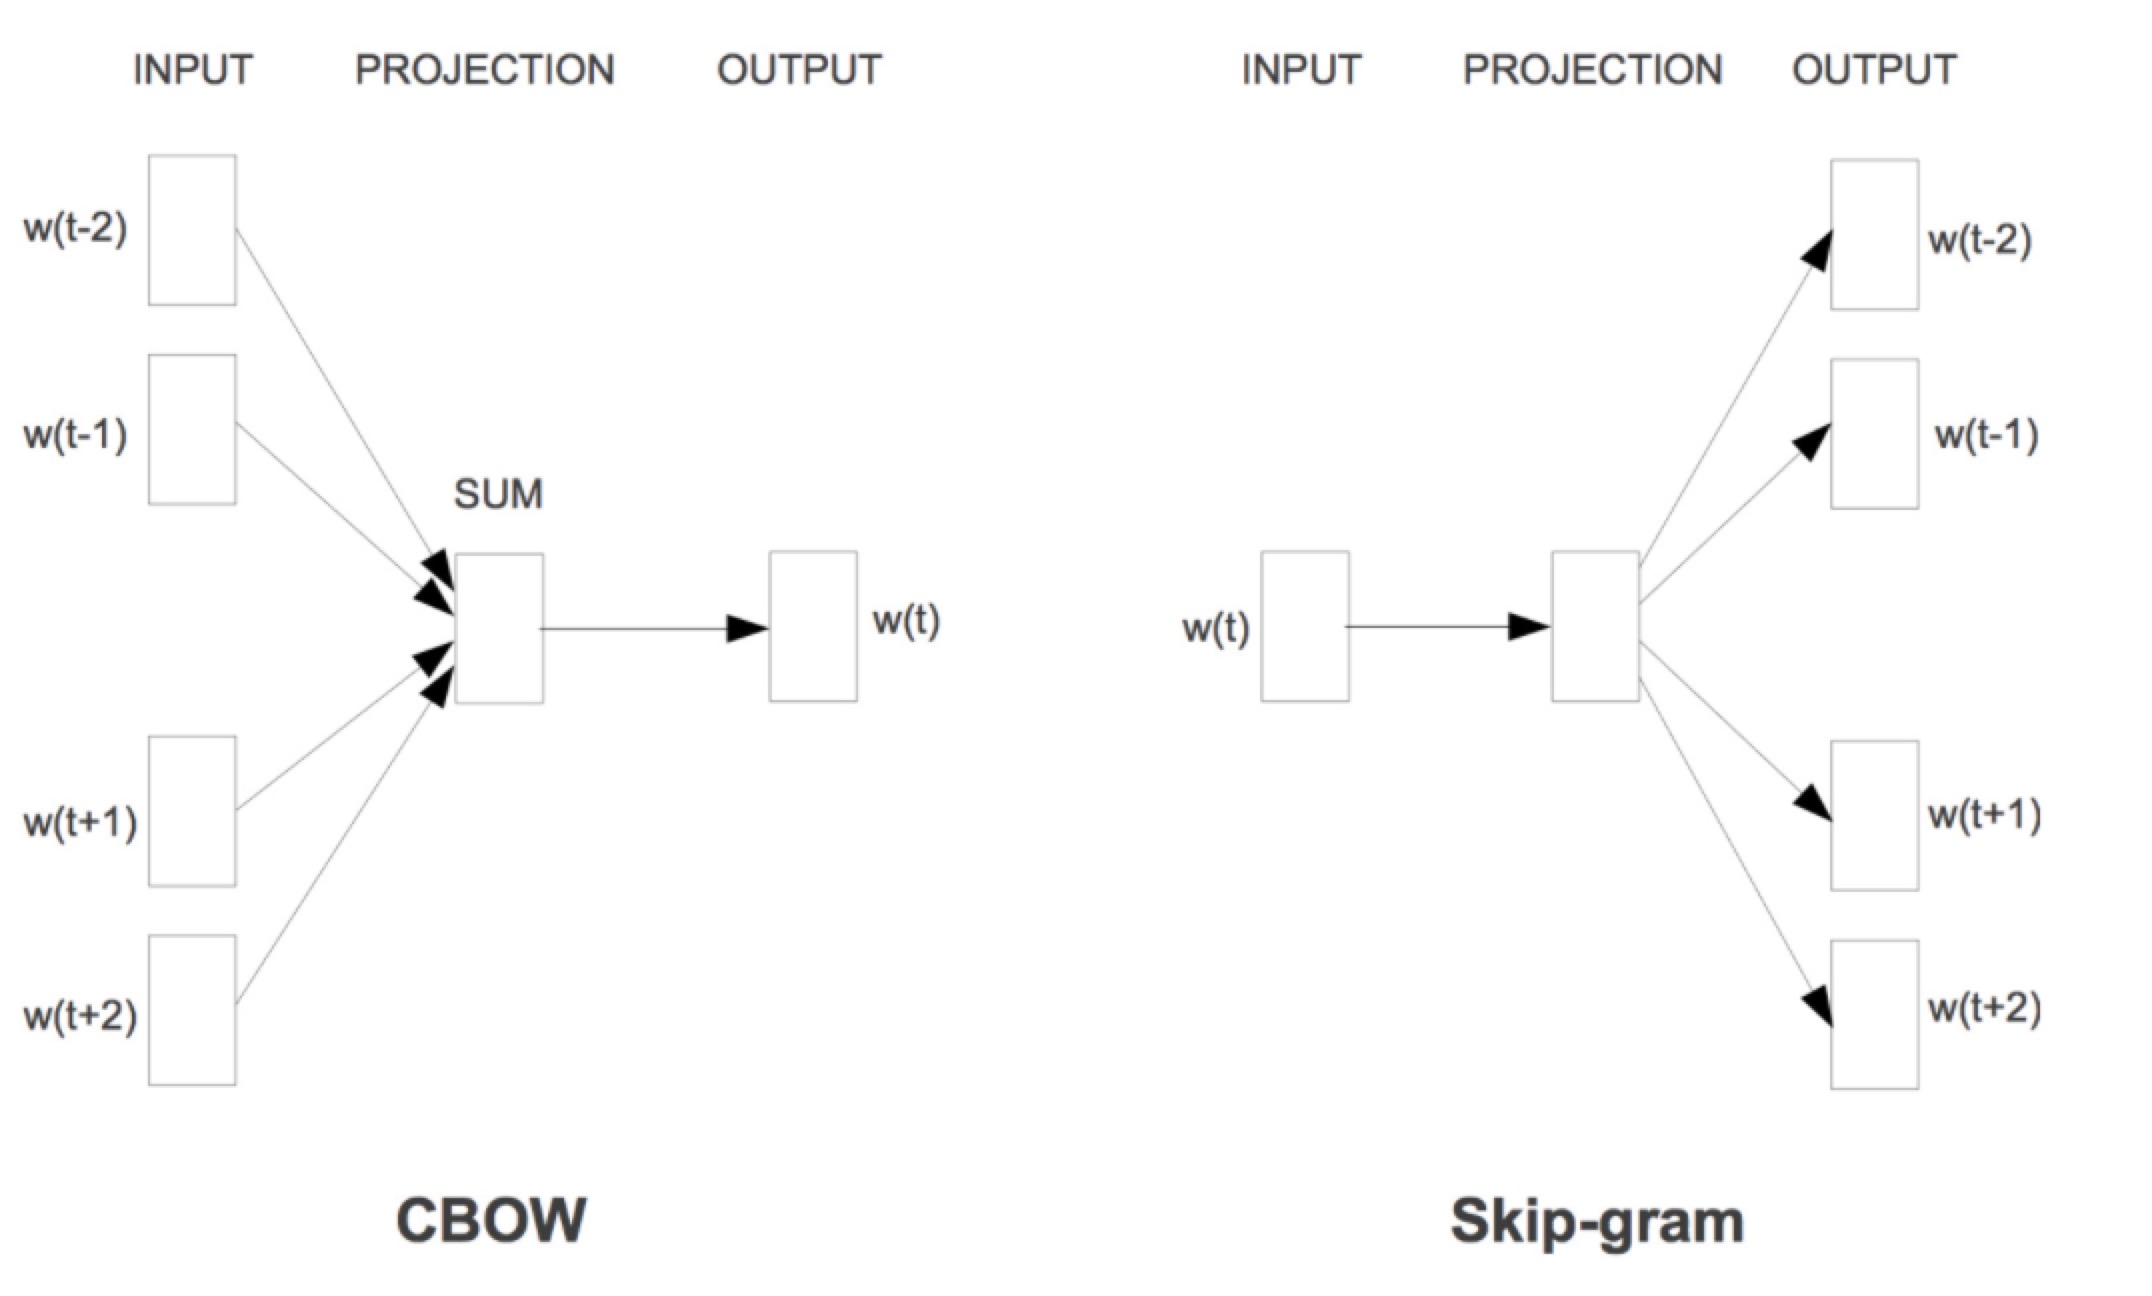 INPUT PROJECTION OUTPUT
w(t-2)
w(t-1)
SUM
w(t)
w(t+1)
w(t+2)
CBOW
INPUT PROJECTION OUTPUT
w(t-2)
w(t-1)
w(t)
w(t+1)
w(t+2)
Skip-gram